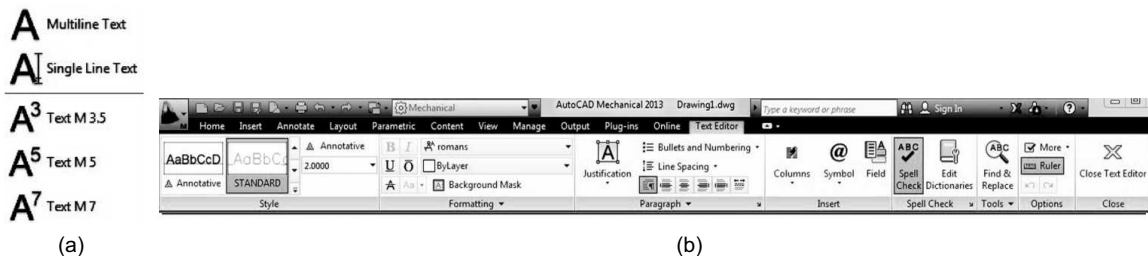 Multiline Text
Single Line Text
A3 Text M 3.5
A5 Text M 5
A7 Text M 7
(a)
Mechanical AutoCAD Mechanical 2013 Drawing1.dwg Type a keyword or phrase Sign In
Home Insert Annotate Layout Parametric Content View Manage Output Plug-ins Online Text Editor
AaBbCcD AaBbCc Annotative B I romans Bullets and Numbering More
2.0000 U O ByLayer Justification Line Spacing Columns Symbol Field Spell Check Edit Dictionaries Find & Replace Ruler Close Text Editor
Annotative STANDARD A Aa Background Mask
Style Formatting Paragraph Insert Spell Check Tools Options Close
(b)